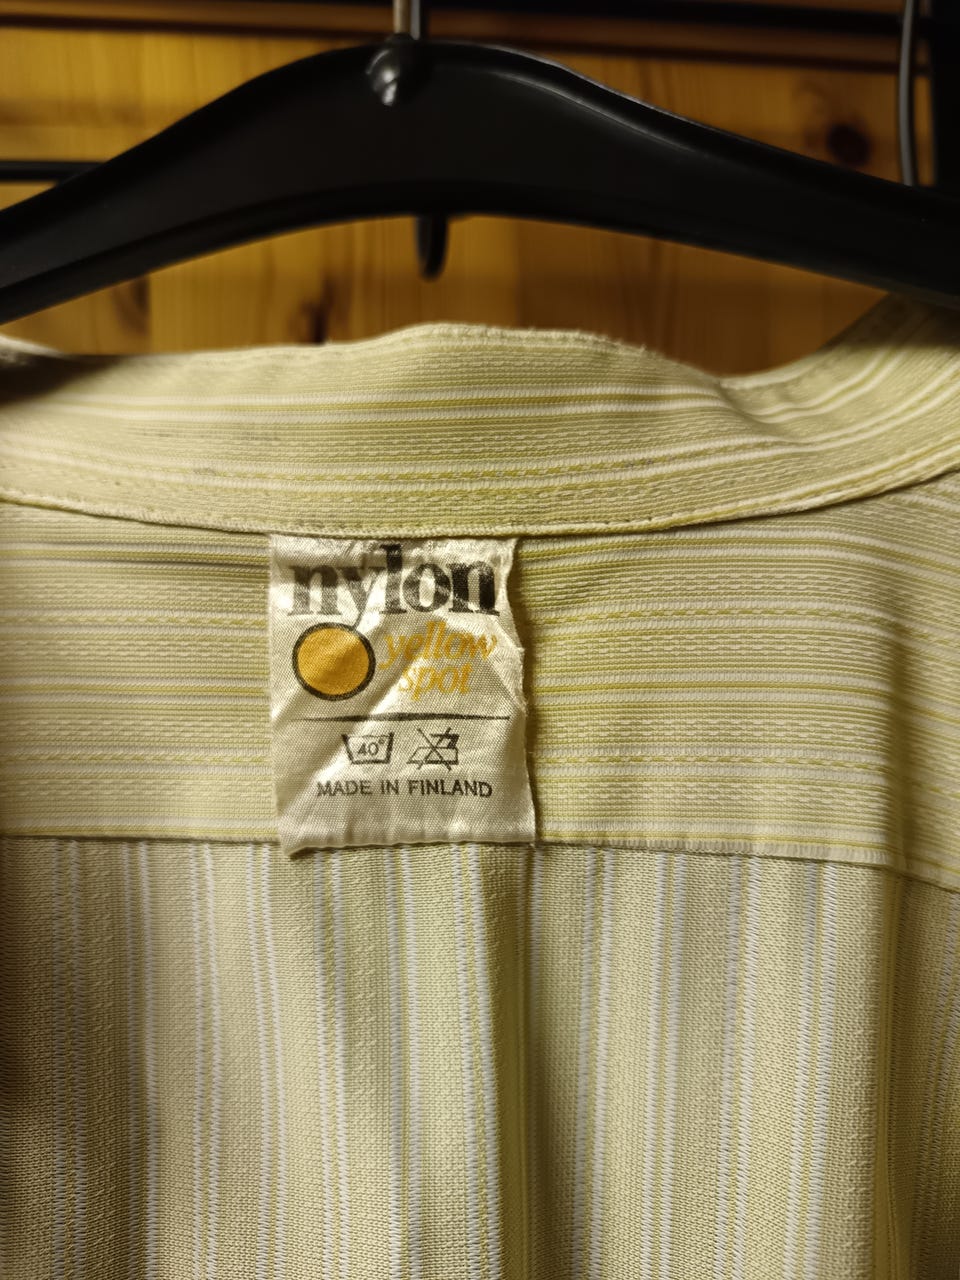 nylon
yellow
spot
40°
MADE IN FINLAND